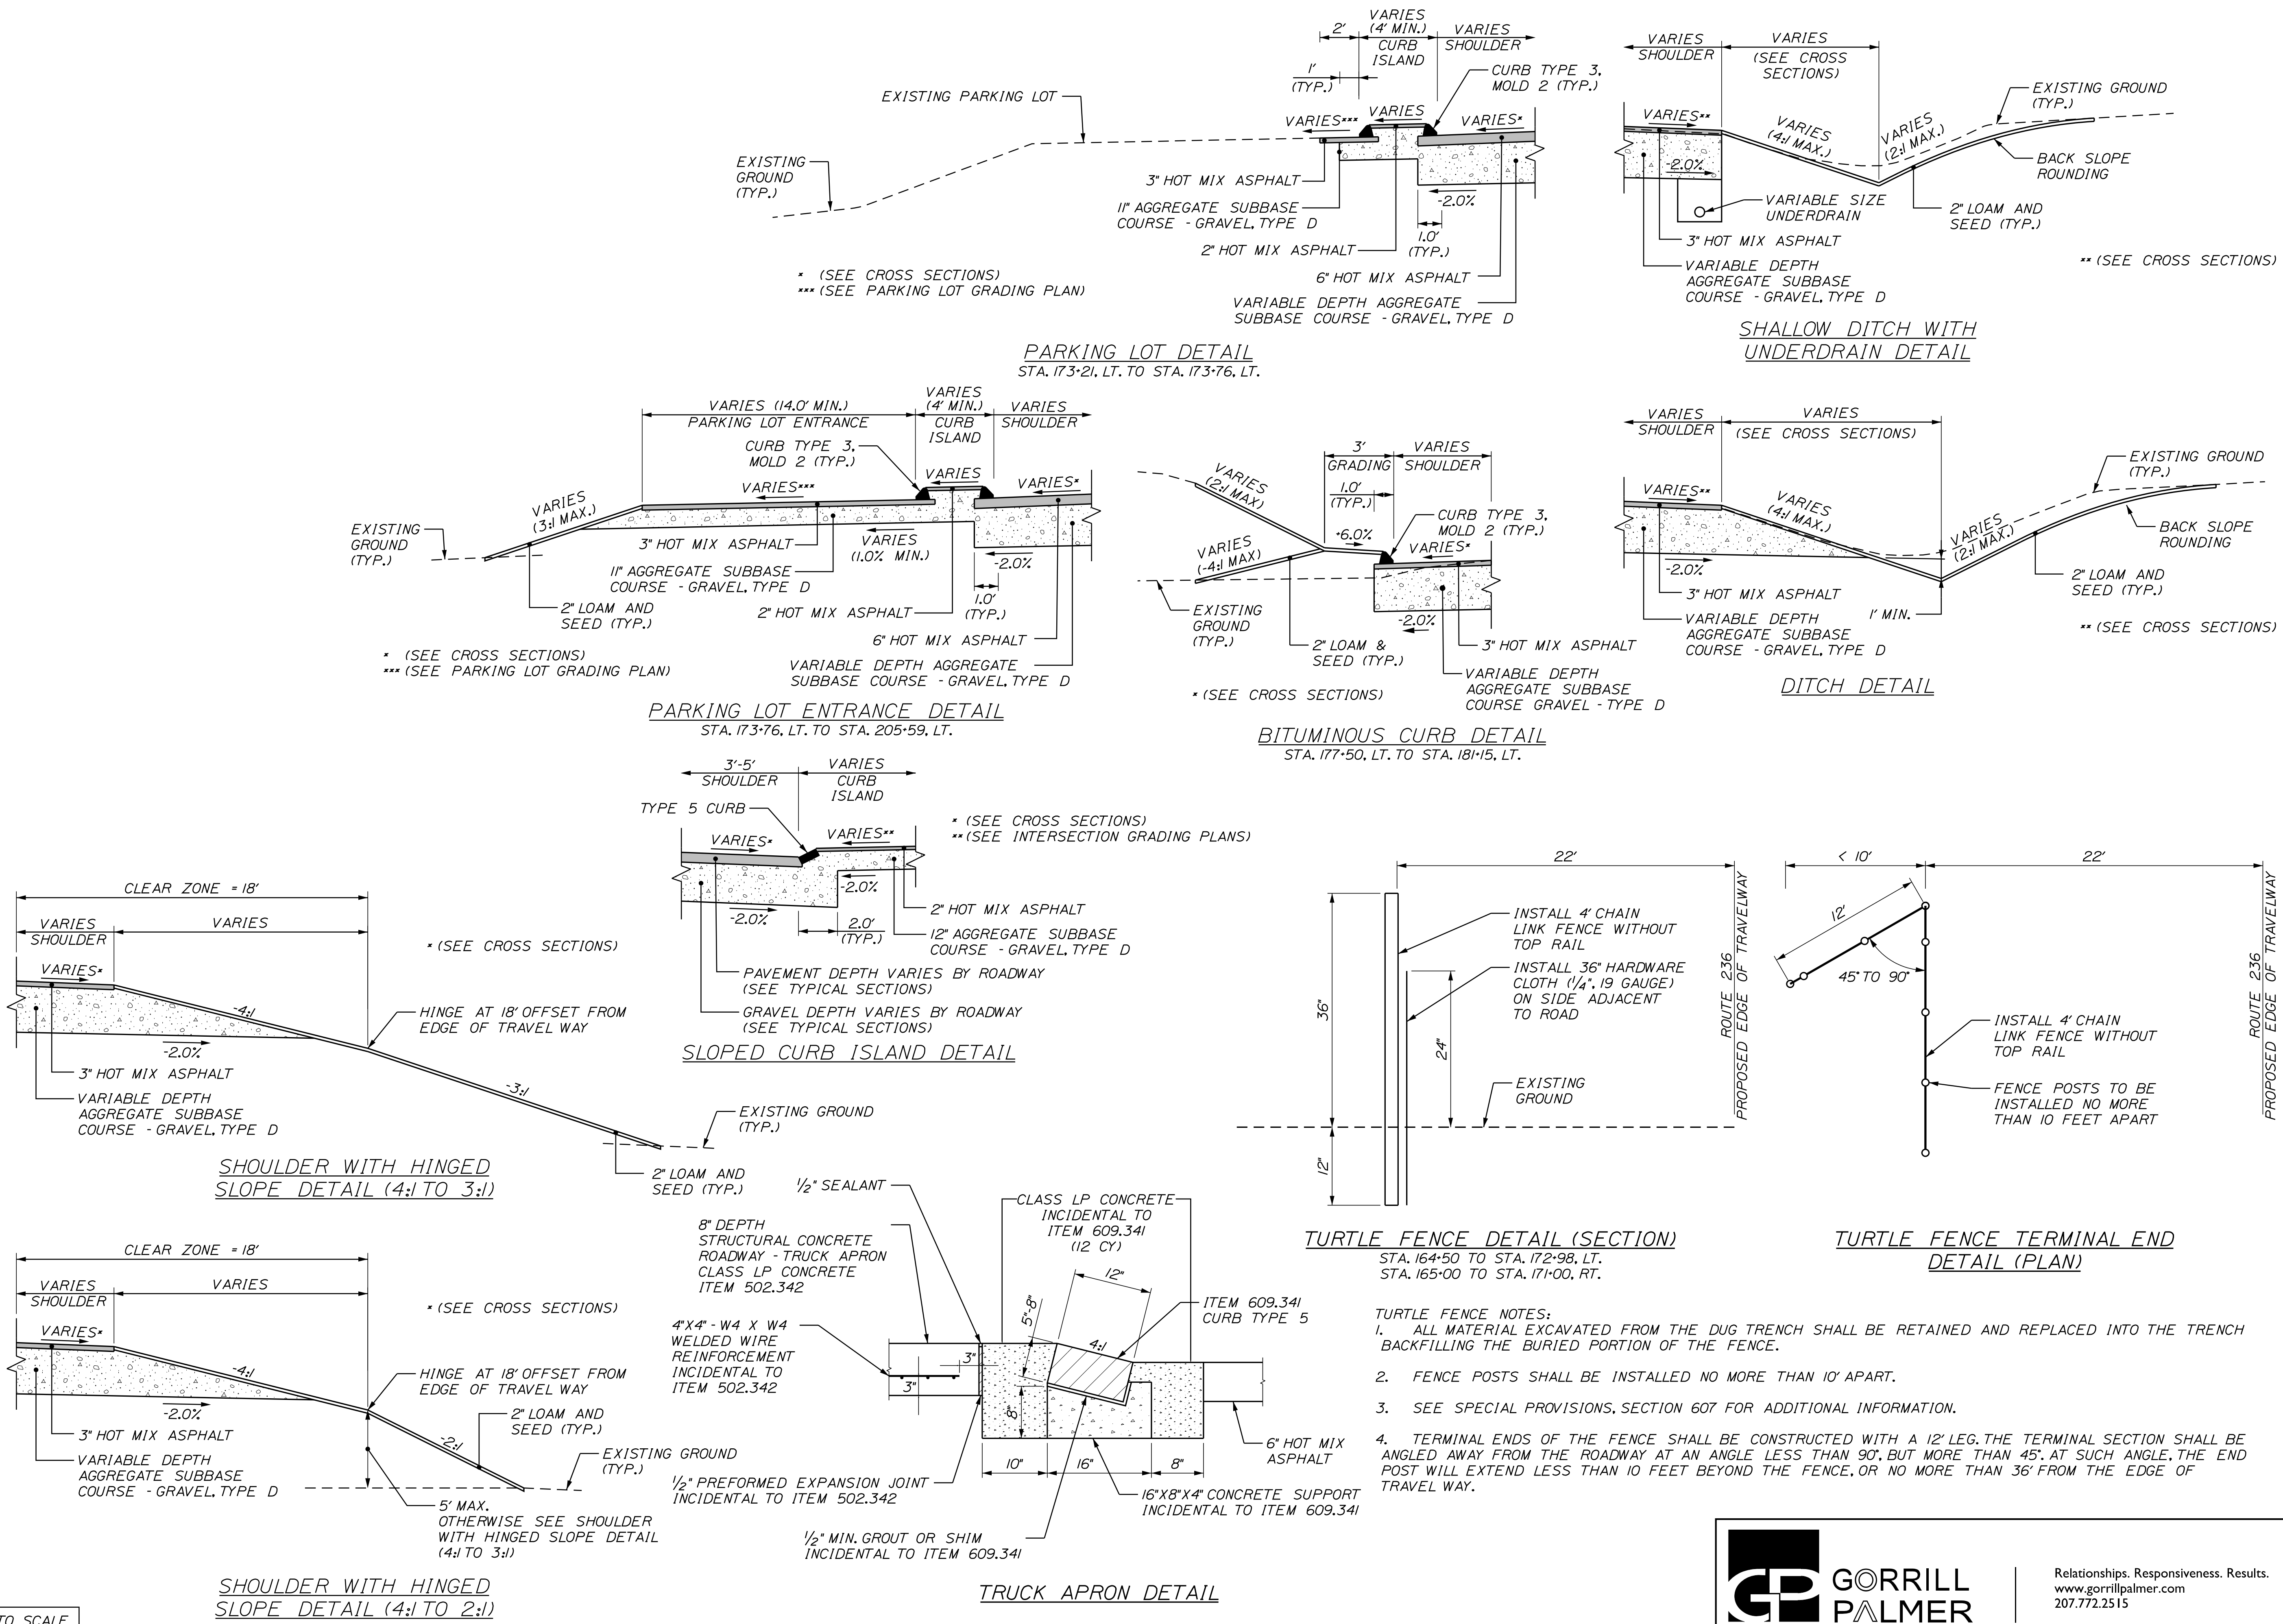 2'
VARIES
(4' MIN.)
CURB
ISLAND
VARIES
SHOULDER
1'
(TYP.)
CURB TYPE 3,
MOLD 2 (TYP.)
EXISTING PARKING LOT
VARIES***
VARIES
VARIES*
EXISTING
GROUND
(TYP.)
3" HOT MIX ASPHALT
11" AGGREGATE SUBBASE
COURSE - GRAVEL, TYPE D
-2.0%
1.0'
(TYP.)
2" HOT MIX ASPHALT
6" HOT MIX ASPHALT
VARIABLE DEPTH AGGREGATE
SUBBASE COURSE - GRAVEL, TYPE D
* (SEE CROSS SECTIONS)
*** (SEE PARKING LOT GRADING PLAN)
PARKING LOT DETAIL
STA. 173+21, LT. TO STA. 173+76, LT.
VARIES
SHOULDER
VARIES
(SEE CROSS
SECTIONS)
EXISTING GROUND
(TYP.)
VARIES**
VARIES
(4:1 MAX.)
VARIES
(2:1 MAX.)
-2.0%
BACK SLOPE
ROUNDING
VARIABLE SIZE
UNDERDRAIN
2" LOAM AND
SEED (TYP.)
3" HOT MIX ASPHALT
VARIABLE DEPTH
AGGREGATE SUBBASE
COURSE - GRAVEL, TYPE D
** (SEE CROSS SECTIONS)
SHALLOW DITCH WITH
UNDERDRAIN DETAIL
VARIES (14.0' MIN.)
PARKING LOT ENTRANCE
VARIES
(4' MIN.)
CURB
ISLAND
VARIES
SHOULDER
CURB TYPE 3,
MOLD 2 (TYP.)
VARIES
VARIES***
VARIES*
VARIES
(3:1 MAX.)
EXISTING
GROUND
(TYP.)
3" HOT MIX ASPHALT
VARIES
(1.0% MIN.)
-2.0%
11" AGGREGATE SUBBASE
COURSE - GRAVEL, TYPE D
1.0'
(TYP.)
2" LOAM AND
SEED (TYP.)
2" HOT MIX ASPHALT
6" HOT MIX ASPHALT
* (SEE CROSS SECTIONS)
*** (SEE PARKING LOT GRADING PLAN)
VARIABLE DEPTH AGGREGATE
SUBBASE COURSE - GRAVEL, TYPE D
PARKING LOT ENTRANCE DETAIL
STA. 173+76, LT. TO STA. 205+59, LT.
3'
GRADING
VARIES
SHOULDER
VARIES
(2:1 MAX)
1.0'
(TYP.)
CURB TYPE 3,
MOLD 2 (TYP.)
+6.0%
VARIES*
VARIES
(-4:1 MAX)
EXISTING
GROUND
(TYP.)
-2.0%
2" LOAM &
SEED (TYP.)
3" HOT MIX ASPHALT
VARIABLE DEPTH
AGGREGATE SUBBASE
COURSE GRAVEL - TYPE D
* (SEE CROSS SECTIONS)
BITUMINOUS CURB DETAIL
STA. 177+50, LT. TO STA. 181+15, LT.
VARIES
SHOULDER
VARIES
(SEE CROSS SECTIONS)
EXISTING GROUND
(TYP.)
VARIES**
VARIES
(4:1 MAX.)
VARIES
(2:1 MAX.)
BACK SLOPE
ROUNDING
-2.0%
3" HOT MIX ASPHALT
1' MIN.
2" LOAM AND
SEED (TYP.)
VARIABLE DEPTH
AGGREGATE SUBBASE
COURSE - GRAVEL, TYPE D
** (SEE CROSS SECTIONS)
DITCH DETAIL
3'-5'
SHOULDER
VARIES
CURB
ISLAND
TYPE 5 CURB
VARIES*
VARIES**
* (SEE CROSS SECTIONS)
** (SEE INTERSECTION GRADING PLANS)
-2.0%
-2.0%
2.0'
(TYP.)
2" HOT MIX ASPHALT
12" AGGREGATE SUBBASE
COURSE - GRAVEL, TYPE D
PAVEMENT DEPTH VARIES BY ROADWAY
(SEE TYPICAL SECTIONS)
GRAVEL DEPTH VARIES BY ROADWAY
(SEE TYPICAL SECTIONS)
SLOPED CURB ISLAND DETAIL
CLEAR ZONE = 18'
VARIES
SHOULDER
VARIES
* (SEE CROSS SECTIONS)
VARIES*
-4:1
HINGE AT 18' OFFSET FROM
EDGE OF TRAVEL WAY
-2.0%
3" HOT MIX ASPHALT
-3:1
VARIABLE DEPTH
AGGREGATE SUBBASE
COURSE - GRAVEL, TYPE D
EXISTING GROUND
(TYP.)
2" LOAM AND
SEED (TYP.)
SHOULDER WITH HINGED
SLOPE DETAIL (4:1 TO 3:1)
22'
36"
12"
24"
INSTALL 4' CHAIN
LINK FENCE WITHOUT
TOP RAIL
INSTALL 36" HARDWARE
CLOTH (1/4", 19 GAUGE)
ON SIDE ADJACENT
TO ROAD
EXISTING
GROUND
ROUTE 236
PROPOSED EDGE OF TRAVELWAY
TURTLE FENCE DETAIL (SECTION)
STA. 164+50 TO STA. 172+98, LT.
STA. 165+00 TO STA. 171+00, RT.
< 10'
22'
12'
45° TO 90°
INSTALL 4' CHAIN
LINK FENCE WITHOUT
TOP RAIL
FENCE POSTS TO BE
INSTALLED NO MORE
THAN 10 FEET APART
ROUTE 236
PROPOSED EDGE OF TRAVELWAY
TURTLE FENCE TERMINAL END
DETAIL (PLAN)
CLEAR ZONE = 18'
VARIES
SHOULDER
VARIES
* (SEE CROSS SECTIONS)
VARIES*
-4:1
HINGE AT 18' OFFSET FROM
EDGE OF TRAVEL WAY
-2.0%
2" LOAM AND
SEED (TYP.)
3" HOT MIX ASPHALT
-2:1
VARIABLE DEPTH
AGGREGATE SUBBASE
COURSE - GRAVEL, TYPE D
EXISTING GROUND
(TYP.)
5' MAX.
OTHERWISE SEE SHOULDER
WITH HINGED SLOPE DETAIL
(4:1 TO 3:1)
SHOULDER WITH HINGED
SLOPE DETAIL (4:1 TO 2:1)
1/2" SEALANT
8" DEPTH
STRUCTURAL CONCRETE
ROADWAY - TRUCK APRON
CLASS LP CONCRETE
ITEM 502.342
CLASS LP CONCRETE
INCIDENTAL TO
ITEM 609.341
(12 CY)
12"
5"-8"
4:1
ITEM 609.341
CURB TYPE 5
4"X4" - W4 X W4
WELDED WIRE
REINFORCEMENT
INCIDENTAL TO
ITEM 502.342
3"
3"
8"
10"
16"
8"
6" HOT MIX
ASPHALT
1/2" PREFORMED EXPANSION JOINT
INCIDENTAL TO ITEM 502.342
16"X8"X4" CONCRETE SUPPORT
INCIDENTAL TO ITEM 609.341
1/2" MIN. GROUT OR SHIM
INCIDENTAL TO ITEM 609.341
TRUCK APRON DETAIL
TURTLE FENCE NOTES:
1. ALL MATERIAL EXCAVATED FROM THE DUG TRENCH SHALL BE RETAINED AND REPLACED INTO THE TRENCH
BACKFILLING THE BURIED PORTION OF THE FENCE.
2. FENCE POSTS SHALL BE INSTALLED NO MORE THAN 10' APART.
3. SEE SPECIAL PROVISIONS, SECTION 607 FOR ADDITIONAL INFORMATION.
4. TERMINAL ENDS OF THE FENCE SHALL BE CONSTRUCTED WITH A 12' LEG. THE TERMINAL SECTION SHALL BE
ANGLED AWAY FROM THE ROADWAY AT AN ANGLE LESS THAN 90°, BUT MORE THAN 45°. AT SUCH ANGLE, THE END
POST WILL EXTEND LESS THAN 10 FEET BEYOND THE FENCE, OR NO MORE THAN 36' FROM THE EDGE OF
TRAVEL WAY.
GP
GORRILL
PALMER
Relationships. Responsiveness. Results.
www.gorrillpalmer.com
207.772.2515
TO SCALE